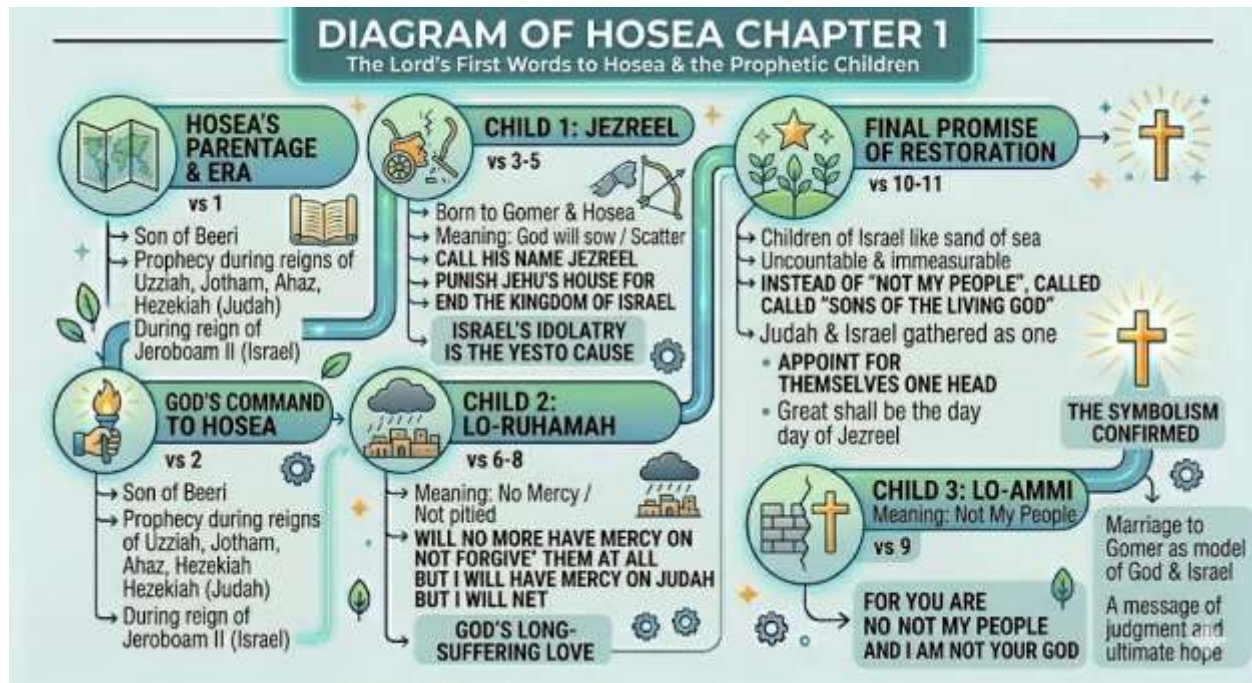 DIAGRAM OF HOSEA CHAPTER 1
The Lord's First Words to Hosea & the Prophetic Children
HOSEA'S
PARENTAGE
& ERA
vs 1
Son of Beeri
Prophecy during reigns of
Uzziah, Jotham, Ahaz,
Hezekiah (Judah)
During reign of
Jeroboam II (Israel)
GOD'S COMMAND
TO HOSEA
vs 2
Son of Beeri
Prophecy during reigns
of Uzziah, Jotham,
Ahaz, Hezekiah
Hezekiah (Judah)
During reign of
Jeroboam II (Israel)
CHILD 1: JEZREEL
vs 3-5
Born to Gomer & Hosea
Meaning: God will sow / Scatter
CALL HIS NAME JEZREEL
PUNISH JEHU'S HOUSE FOR
END THE KINGDOM OF ISRAEL
ISRAEL'S IDOLATRY
IS THE YESTO CAUSE
CHILD 2:
LO-RUHAMAH
vs 6-8
Meaning: No Mercy /
Not pitied
WILL NO MORE HAVE MERCY ON
NOT FORGIVE' THEM AT ALL
BUT I WILL HAVE MERCY ON JUDAH
BUT I WILL NET
GOD'S LONG-
SUFFERING LOVE
FINAL PROMISE
OF RESTORATION
vs 10-11
Children of Israel like sand of sea
Uncountable & immeasurable
INSTEAD OF "NOT MY PEOPLE", CALLED
CALLD "SONS OF THE LIVING GOD"
Judah & Israel gathered as one
• APPOINT FOR
THEMSELVES ONE HEAD
• Great shall be the day
day of Jezreel
CHILD 3: LO-AMMI
Meaning: Not My People
vs 9
FOR YOU ARE
NO NOT MY PEOPLE
AND I AM NOT YOUR GOD
THE SYMBOLISM
CONFIRMED
Marriage to
Gomer as model
of God & Israel
A message of
judgment and
ultimate hope